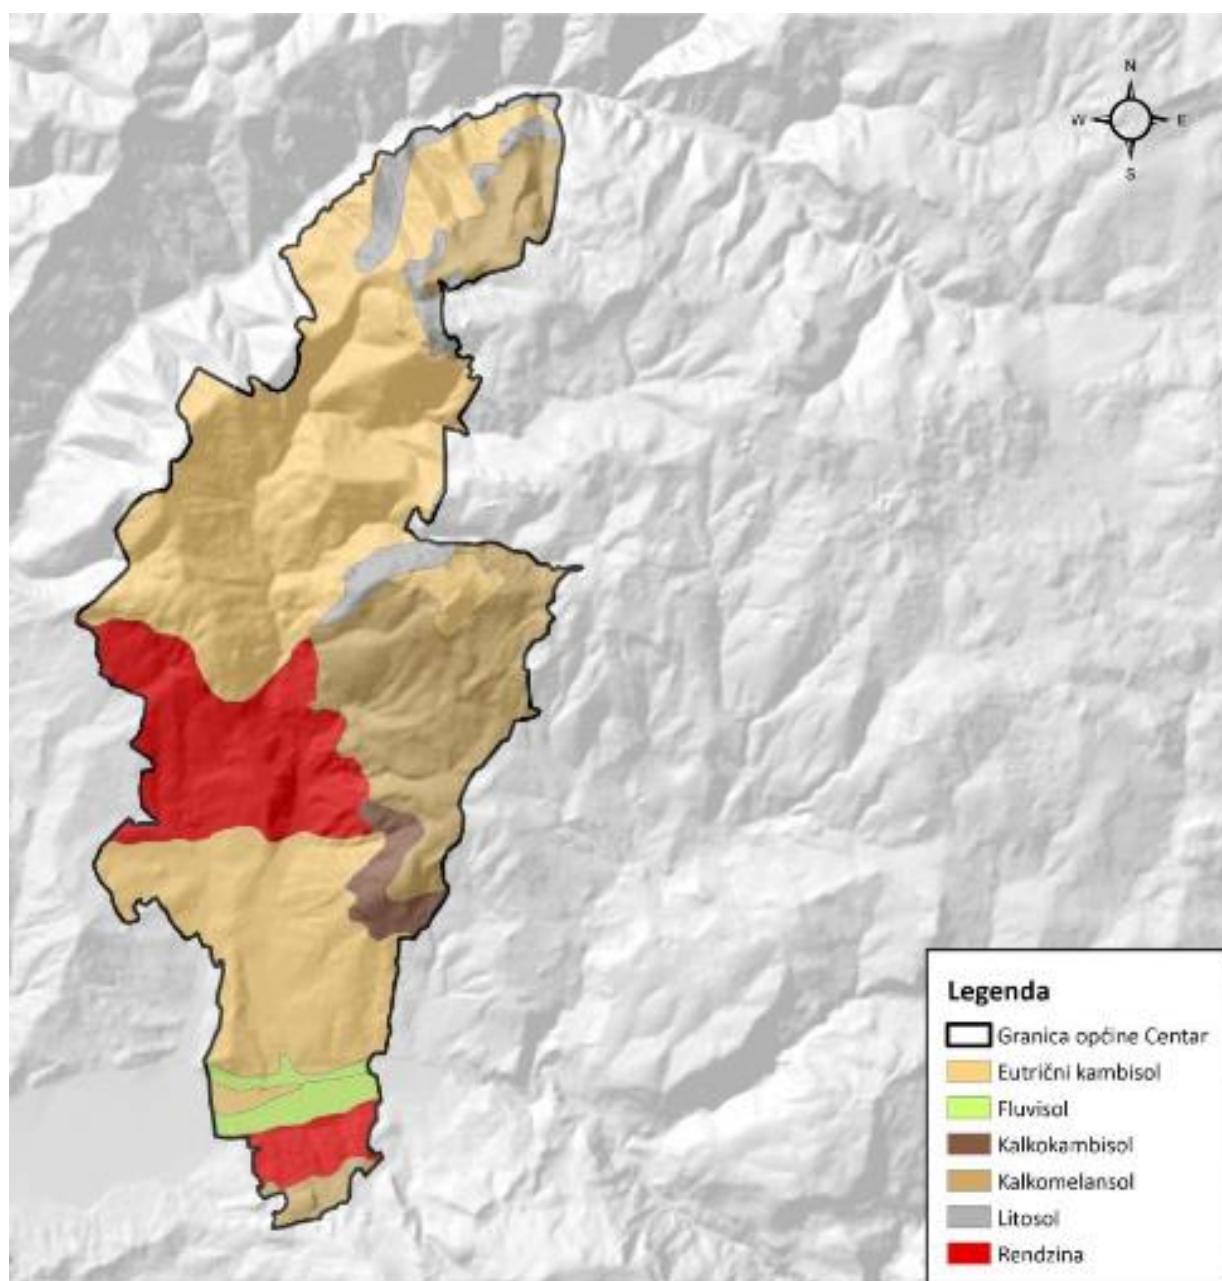 N
W E
S
Legenda
Granica općine Centar
Eutrični kambisol
Fluvisol
Kalkokambisol
Kalkomelansol
Litosol
Rendzina